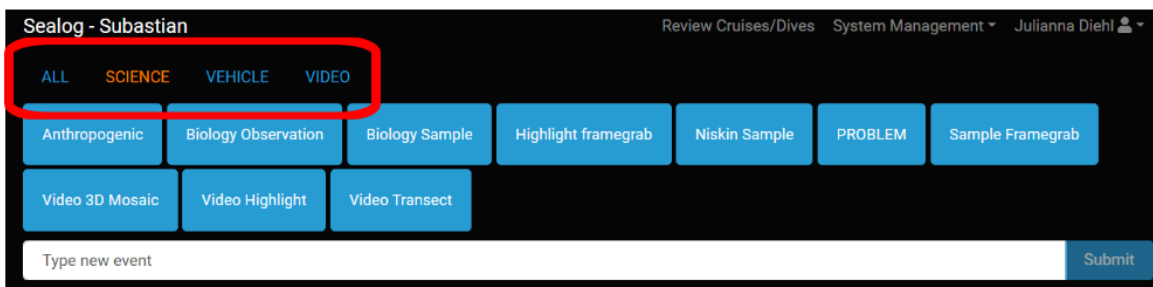 Sealog - Subastian Review Cruises/Dives System Management Julianna Diehl
ALL SCIENCE VEHICLE VIDEO
Anthropogenic Biology Observation Biology Sample Highlight framegrab Niskin Sample PROBLEM Sample Framegrab
Video 3D Mosaic Video Highlight Video Transect
Type new event Submit